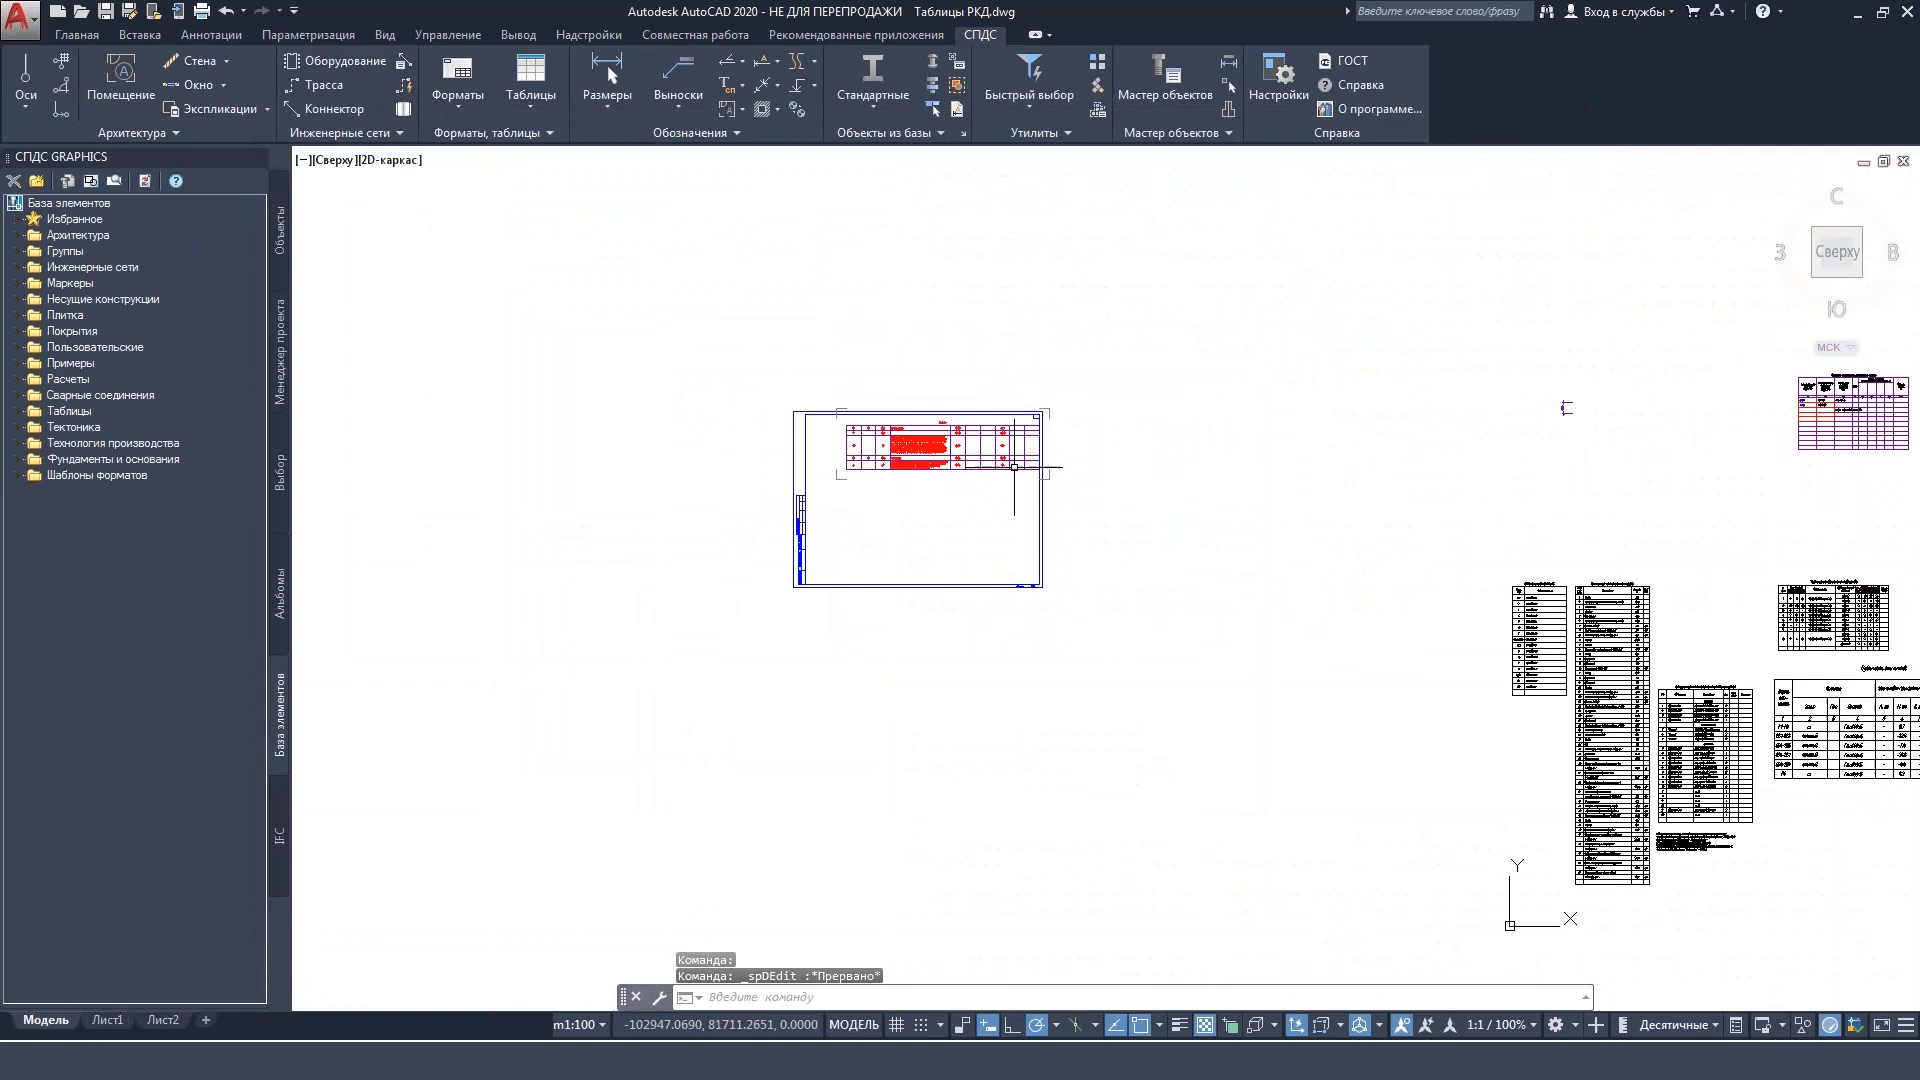 Autodesk AutoCAD 2020 - НЕ ДЛЯ ПЕРЕПРОДАЖИ Таблицы РКД.dwg
Введите ключевое слово/фразу
Вход в службы
Главная Вставка Аннотации Параметризация Вид Управление Вывод Надстройки Совместная работа Рекомендованные приложения СПДС
Оси
Помещение
Стена
Окно
Экспликации
Архитектура
Оборудование
Трасса
Коннектор
Инженерные сети
Форматы
Таблицы
Форматы, таблицы
Размеры
Выноски
Обозначения
Стандартные
Объекты из базы
Быстрый выбор
Утилиты
Мастер объектов
Мастер объектов
Настройки
ГОСТ
Справка
О программе...
Справка
СПДС GRAPHICS
База элементов
Избранное
Архитектура
Группы
Инженерные сети
Маркеры
Несущие конструкции
Плитка
Покрытия
Пользовательские
Примеры
Расчеты
Сварные соединения
Таблицы
Тектоника
Технология производства
Фундаменты и основания
Шаблоны форматов
Объекты
Менеджер проекта
Выбор
Альбомы
База элементов
IFC
[−][Сверху][2D-каркас]
С
З
Сверху
В
Ю
МСК
Y
X
Команда:
Команда: _spDEdit :*Прервано*
Введите команду
Модель Лист1 Лист2 +
m1:100
-102947.0690, 81711.2651, 0.0000
МОДЕЛЬ
1:1 / 100%
Десятичные